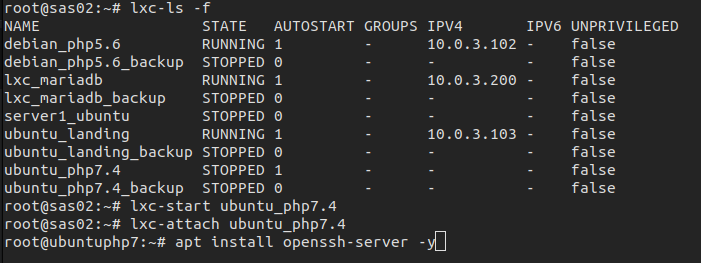 root@sas02:~# lxc-ls -f
NAME STATE AUTOSTART GROUPS IPV4 IPV6 UNPRIVILEGED
debian_php5.6 RUNNING 1 - 10.0.3.102 - false
debian_php5.6_backup STOPPED 0 - - - false
lxc_mariadb RUNNING 1 - 10.0.3.200 - false
lxc_mariadb_backup STOPPED 0 - - - false
server1_ubuntu STOPPED 0 - - - false
ubuntu_landing RUNNING 1 - 10.0.3.103 - false
ubuntu_landing_backup STOPPED 0 - - - false
ubuntu_php7.4 STOPPED 1 - - - false
ubuntu_php7.4_backup STOPPED 0 - - - false
root@sas02:~# lxc-start ubuntu_php7.4
root@sas02:~# lxc-attach ubuntu_php7.4
root@ubuntuphp7:~# apt install openssh-server -y